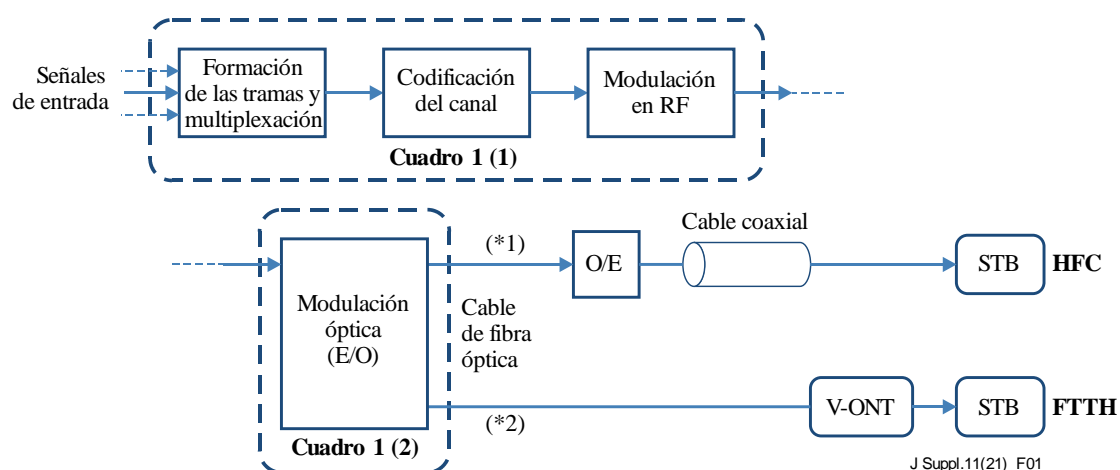 Señales
de entrada
Formación
de las tramas y
multiplexación
Codificación
del canal
Modulación
en RF
Cuadro 1 (1)
Modulación
óptica
(E/O)
Cuadro 1 (2)
(*1)
Cable
de fibra
óptica
(*2)
O/E
Cable coaxial
STB
HFC
V-ONT
STB
FTTH
J Suppl.11(21)_F01